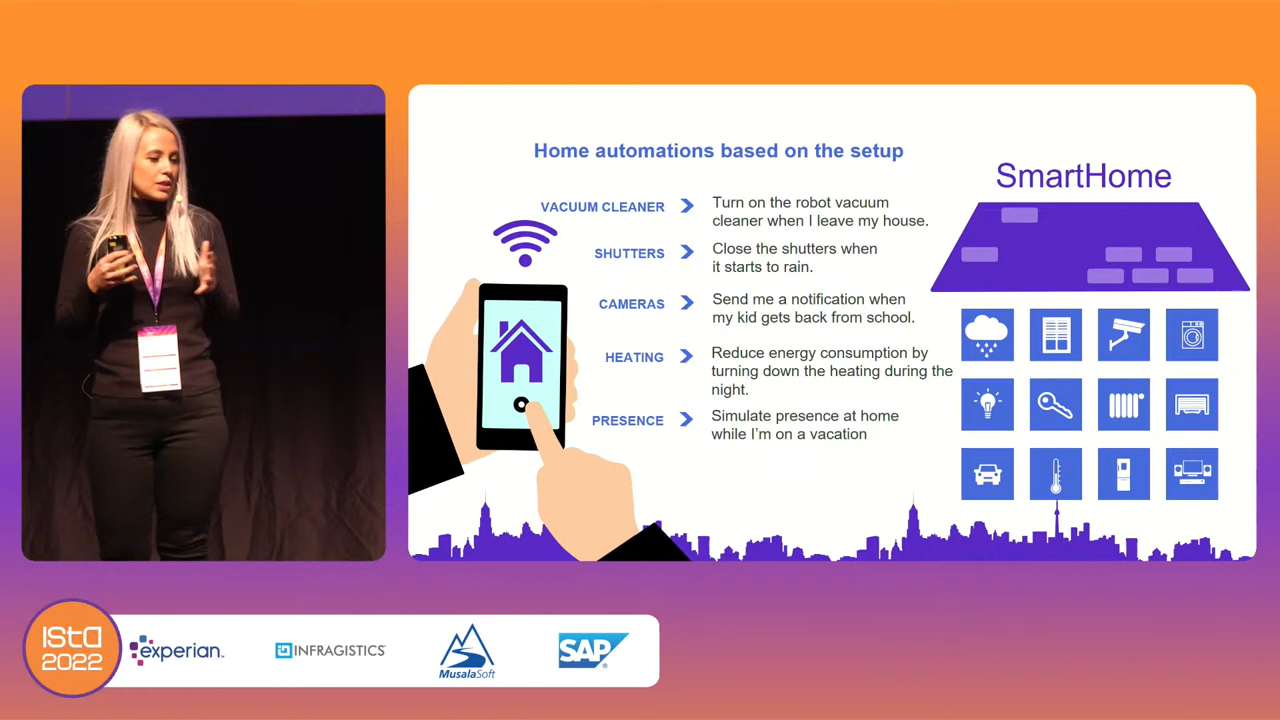 Home automations based on the setup
SmartHome
VACUUM CLEANER
Turn on the robot vacuum
cleaner when I leave my house.
SHUTTERS
Close the shutters when
it starts to rain.
CAMERAS
Send me a notification when
my kid gets back from school.
HEATING
Reduce energy consumption by
turning down the heating during the
night.
PRESENCE
Simulate presence at home
while I'm on a vacation
ISTA
2022
experian
INFRAGISTICS
MusalaSoft
SAP